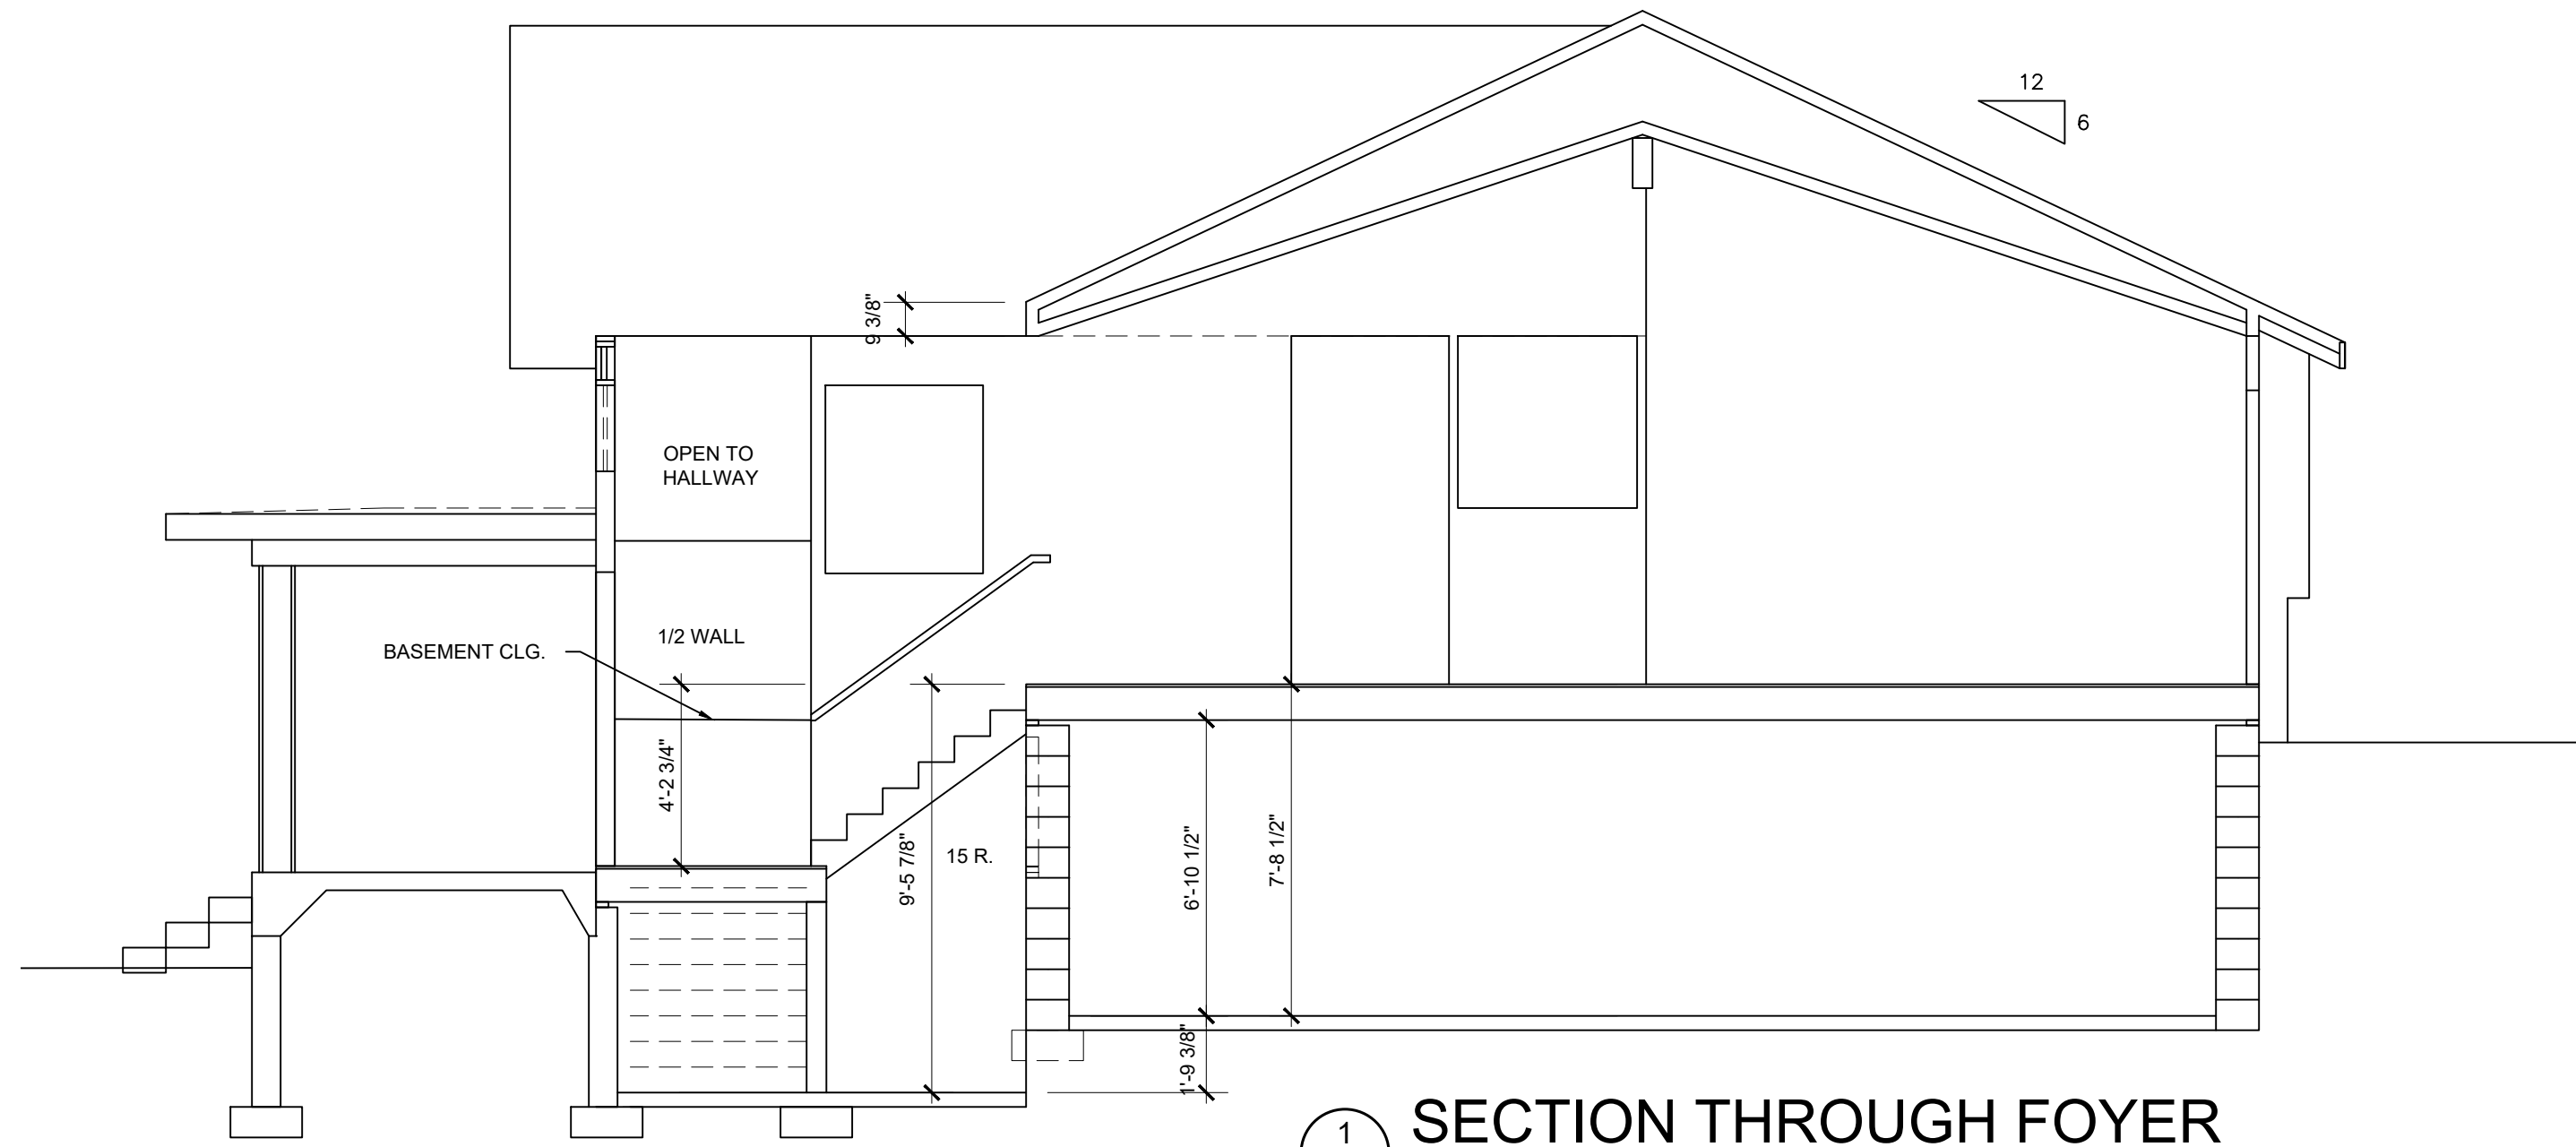 12
6
9 3/8"
OPEN TO
HALLWAY
1/2 WALL
BASEMENT CLG.
4'-2 3/4"
9'-5 7/8"
15 R.
6'-10 1/2"
7'-8 1/2"
1'-9 3/8"
1
SECTION THROUGH FOYER